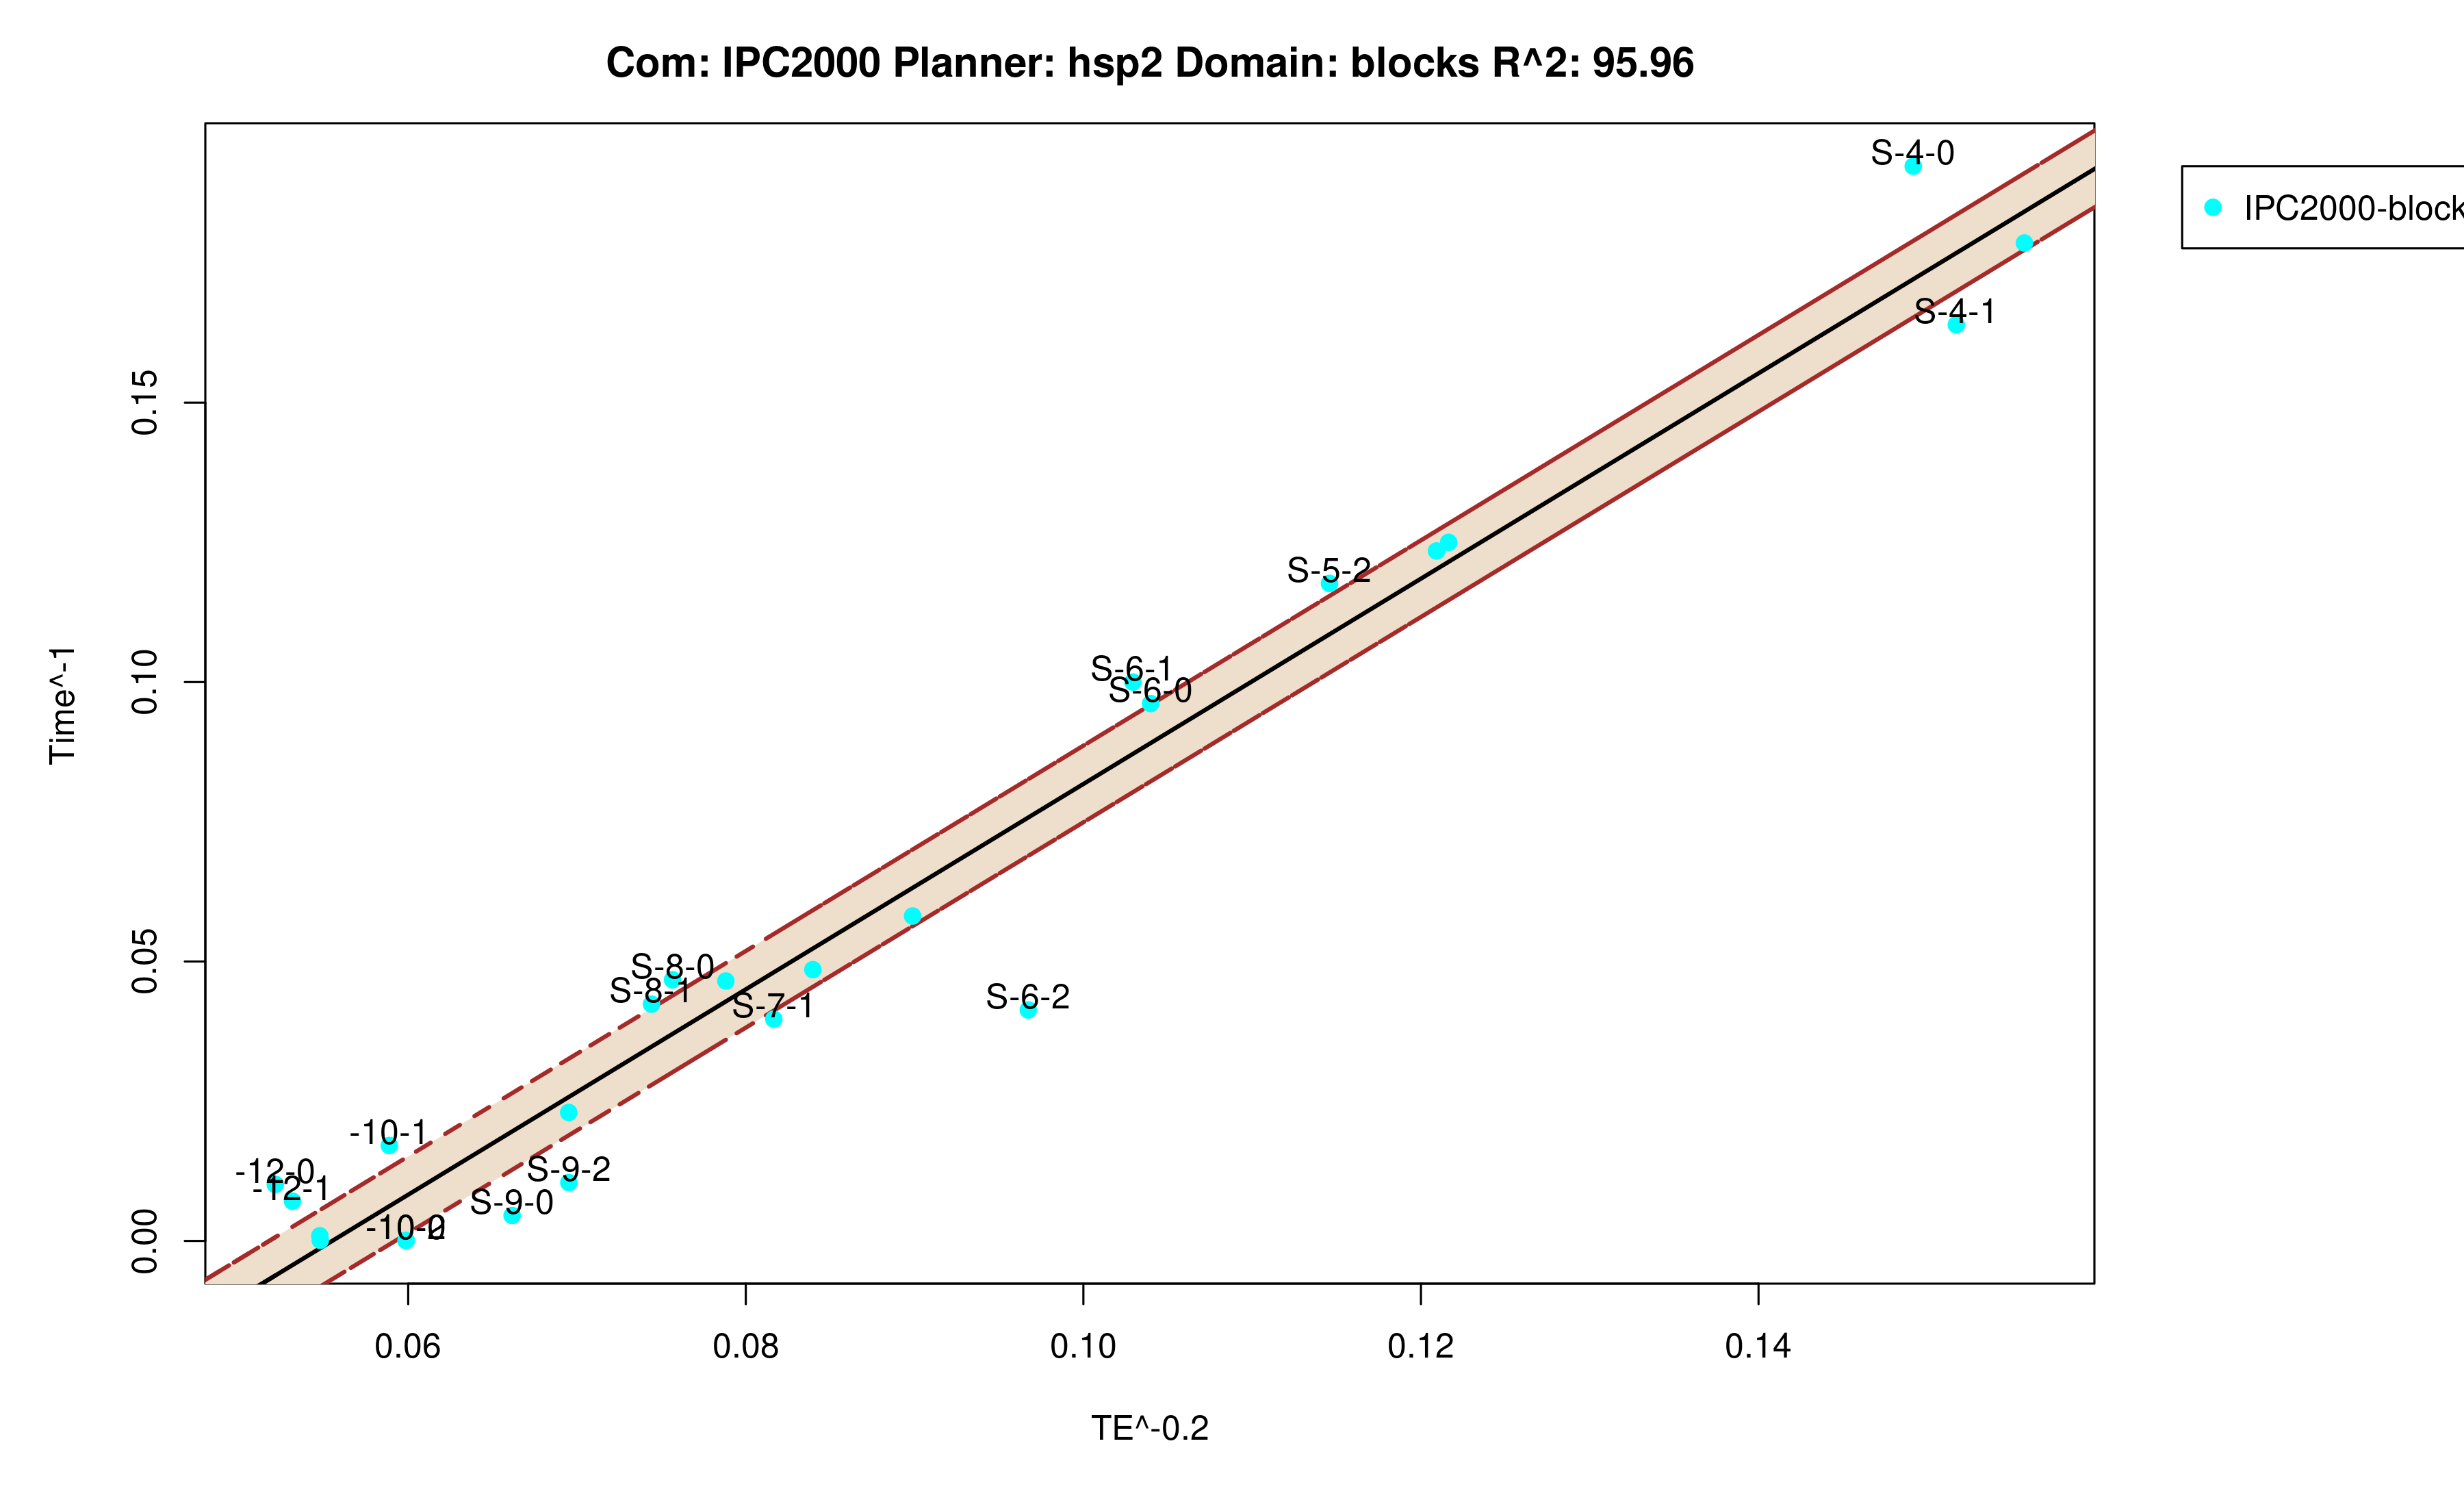 Com: IPC2000 Planner: hsp2 Domain: blocks R^2: 95.96
S-4-0
IPC2000-block
S-4-1
0.15
S-5-2
S-6-1
S-6-0
0.10
Time^-1
S-8-0
S-8-1
S-7-1
S-6-2
0.05
-10-1
-12-0
-12-1
S-9-2
S-9-0
0.00
0.06 0.08 0.10 0.12 0.14
TE^-0.2